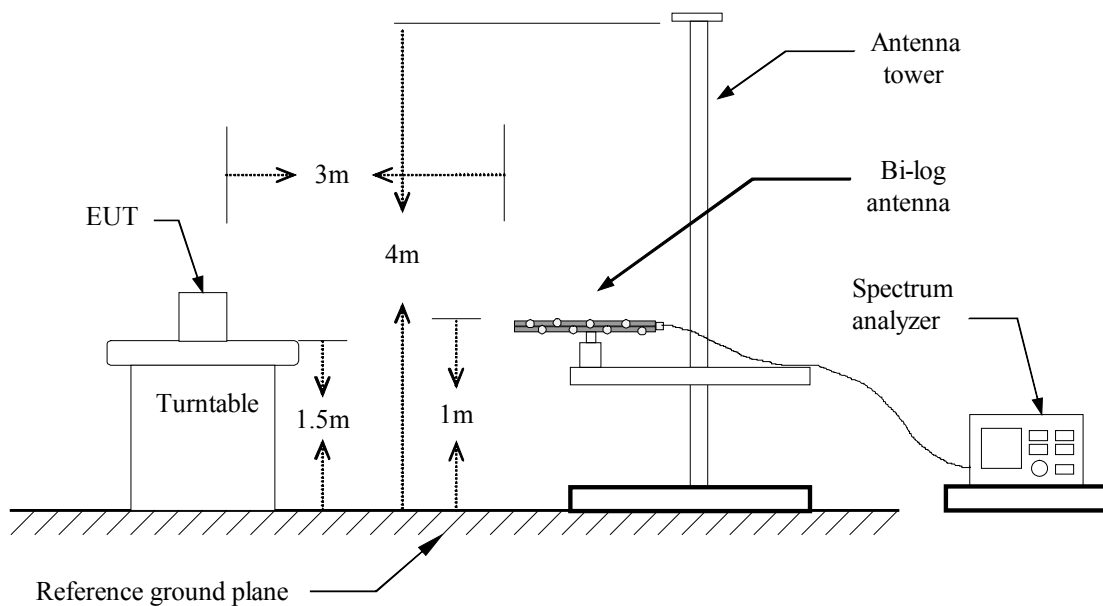 Antenna
tower
3m
Bi-log
antenna
EUT
4m
Spectrum
analyzer
Turntable
1.5m
1m
Reference ground plane